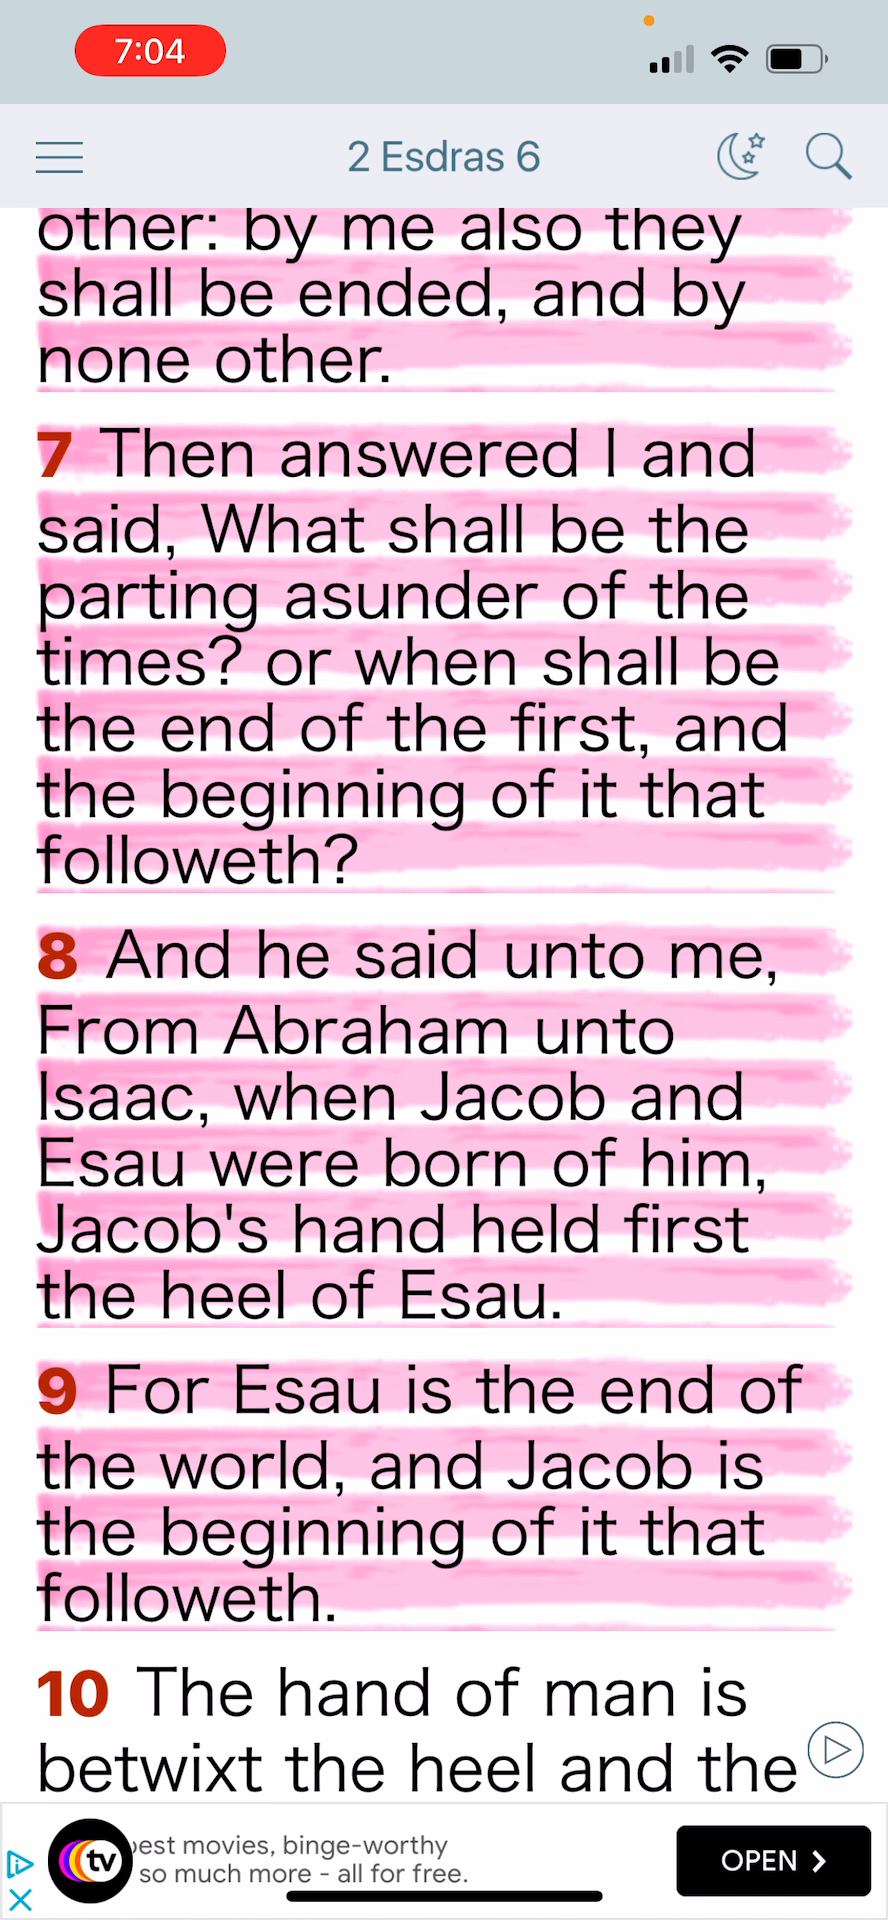 7:04
2 Esdras 6
other: by me also they
shall be ended, and by
none other.
7 Then answered I and
said, What shall be the
parting asunder of the
times? or when shall be
the end of the first, and
the beginning of it that
followeth?
8 And he said unto me,
From Abraham unto
Isaac, when Jacob and
Esau were born of him,
Jacob's hand held first
the heel of Esau.
9 For Esau is the end of
the world, and Jacob is
the beginning of it that
followeth.
10 The hand of man is
betwixt the heel and the
tv
est movies, binge-worthy
so much more - all for free.
OPEN